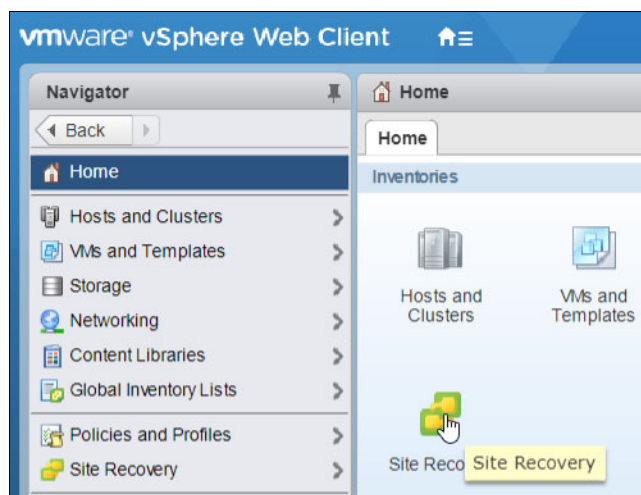 vmware® vSphere Web Client
Navigator
Back
Home
Hosts and Clusters
VMs and Templates
Storage
Networking
Content Libraries
Global Inventory Lists
Policies and Profiles
Site Recovery
Home
Home
Inventories
Hosts and
Clusters
VMs and
Templates
Site Reco
Site Recovery